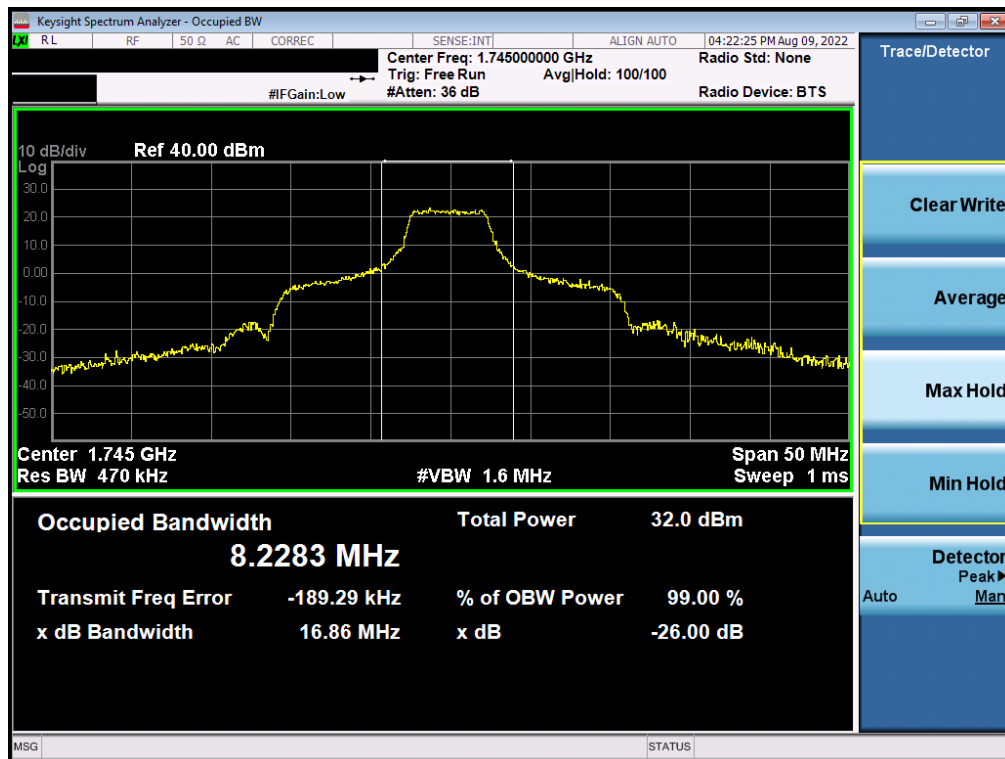 Keysight Spectrum Analyzer - Occupied BW
LXI RL RF 50 Ω AC CORREC SENSE:INT ALIGN AUTO 04:22:25 PM Aug 09, 2022
Center Freq: 1.745000000 GHz Radio Std: None
Trig: Free Run Avg|Hold: 100/100
#IFGain:Low #Atten: 36 dB Radio Device: BTS
10 dB/div Ref 40.00 dBm
Log
30.0
20.0
10.0
0.00
-10.0
-20.0
-30.0
-40.0
-50.0
Center 1.745 GHz Span 50 MHz
Res BW 470 kHz #VBW 1.6 MHz Sweep 1 ms
Occupied Bandwidth Total Power 32.0 dBm
8.2283 MHz
Transmit Freq Error -189.29 kHz % of OBW Power 99.00 %
x dB Bandwidth 16.86 MHz x dB -26.00 dB
MSG STATUS
Trace/Detector
Clear Write
Average
Max Hold
Min Hold
Detector
Peak▶
Auto Man